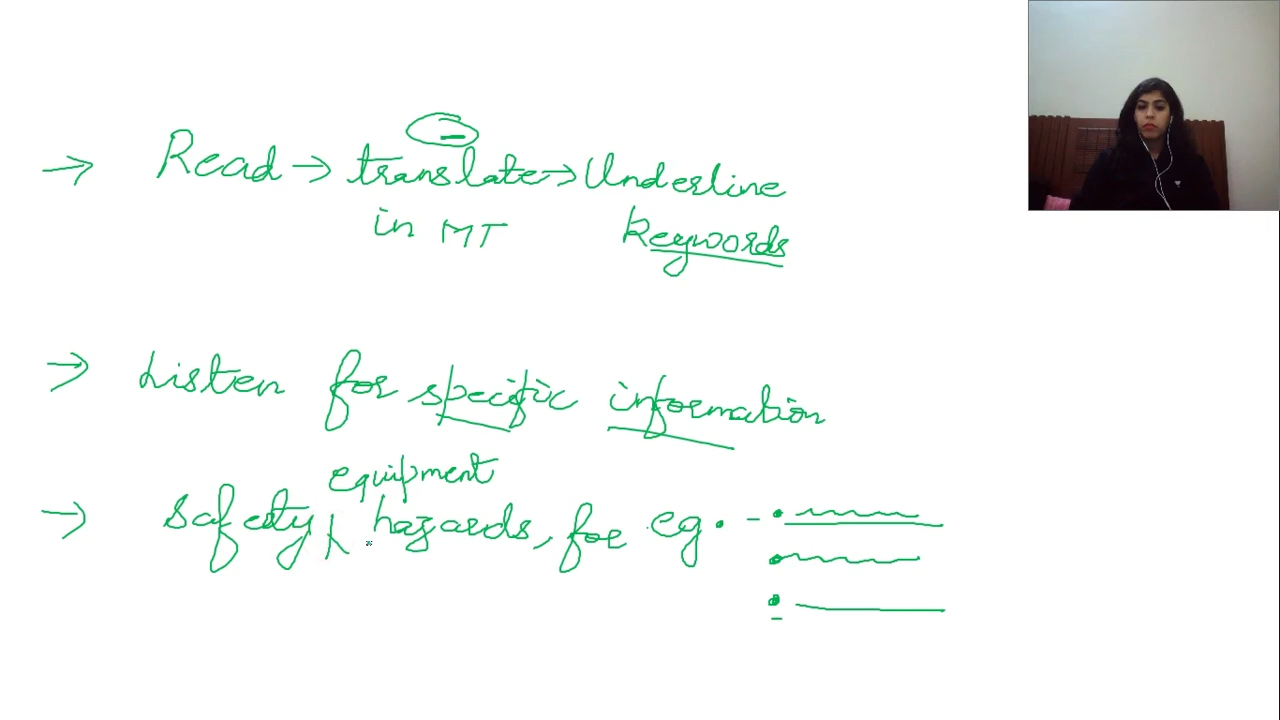 → Read → translate → Underline
in MT keywords
→ Listen for specific information
equipment
→ Safety, hazards, for eg. -